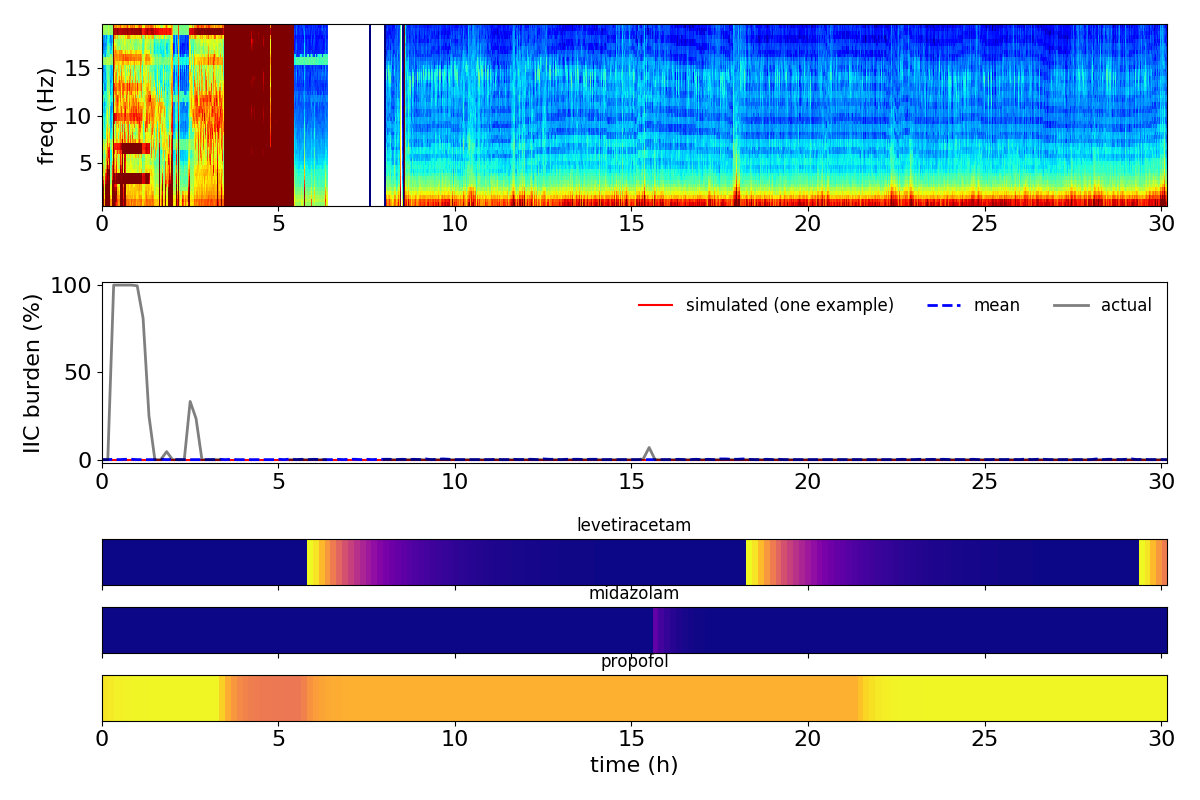 freq (Hz)
15
10
5
0 5 10 15 20 25 30
IIC burden (%)
100
50
0
simulated (one example) mean actual
0 5 10 15 20 25 30
levetiracetam
midazolam
propofol
0 5 10 15 20 25 30
time (h)